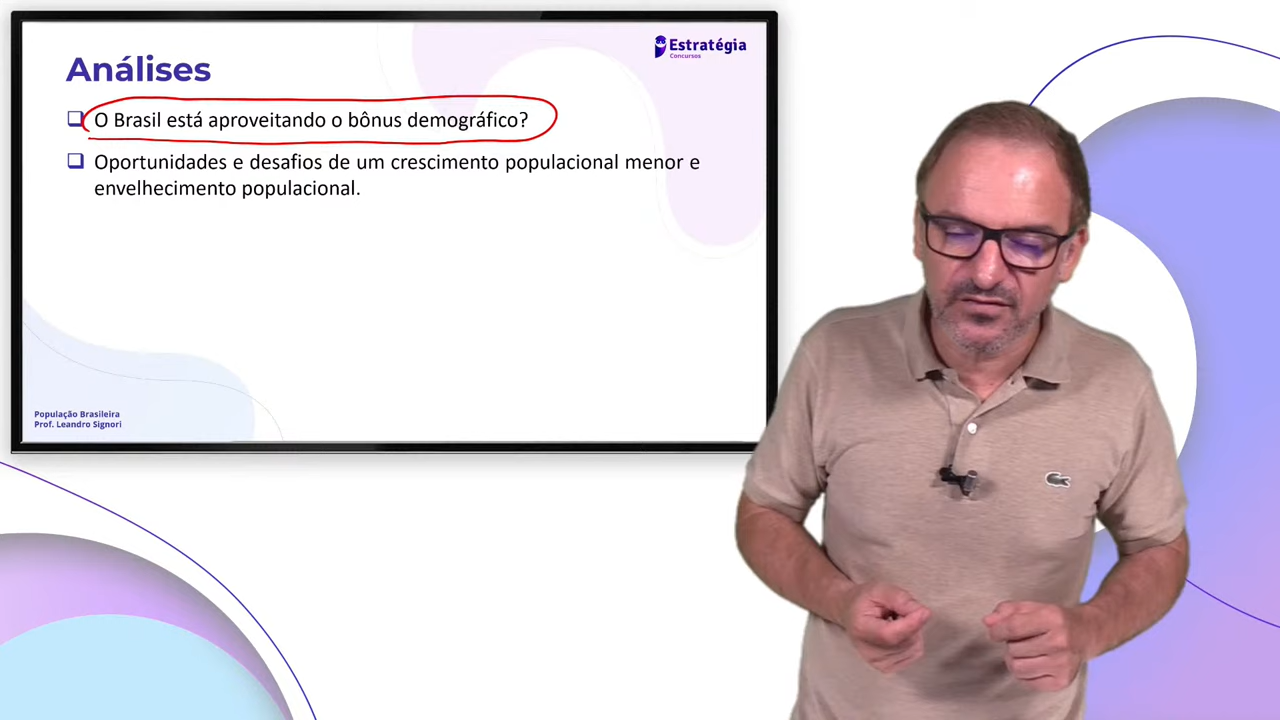 Análises
Estratégia
Concursos
O Brasil está aproveitando o bônus demográfico?
Oportunidades e desafios de um crescimento populacional menor e
envelhecimento populacional.
População Brasileira
Prof. Leandro Signori